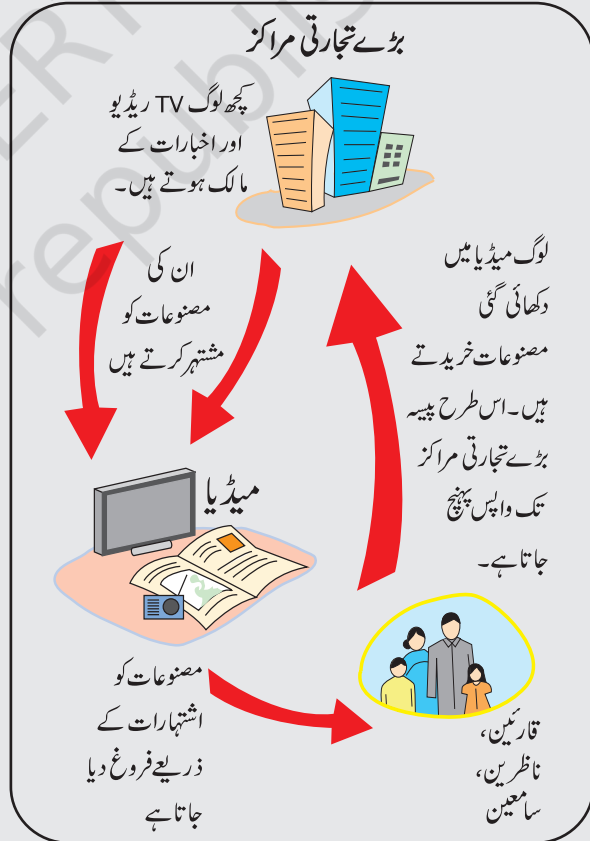 بڑے تجارتی مراکز
کچھ لوگ TV ریڈیو
اور اخبارات کے
مالک ہوتے ہیں۔
ان کی
مصنوعات کو
مشتہر کرتے ہیں
لوگ میڈیا میں
دکھائی گئی
مصنوعات خریدتے
ہیں۔ اس طرح پیسہ
بڑے تجارتی مراکز
تک واپس پہنچ
جاتا ہے۔
میڈیا
مصنوعات کو
اشتہارات کے
ذریعے فروغ دیا
جاتا ہے
قارئین،
ناظرین،
سامعین
republi